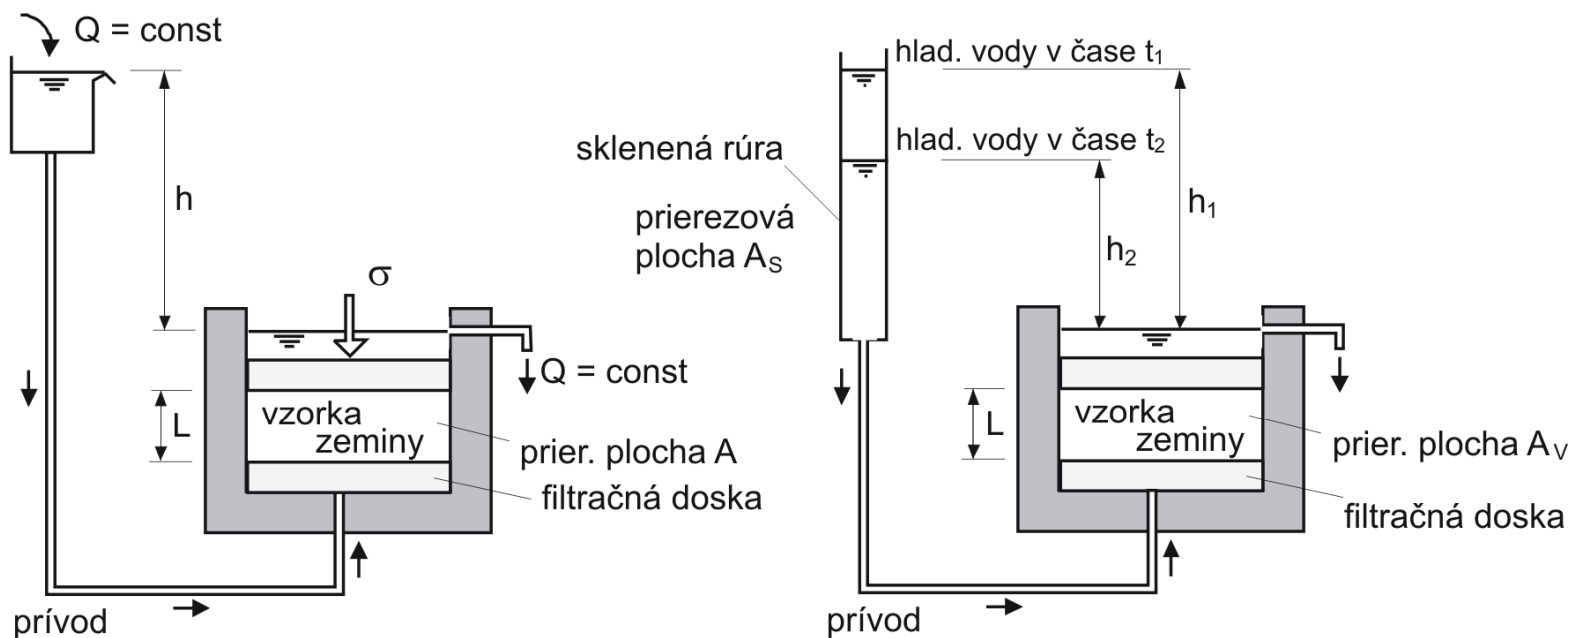 Q = const
h
σ
Q = const
L
vzorka
zeminy
prier. plocha A
filtračná doska
prívod
hlad. vody v čase t₁
hlad. vody v čase t₂
sklenená rúra
prierezová
plocha Aₛ
h₁
h₂
L
vzorka
zeminy
prier. plocha A ᵥ
filtračná doska
prívod